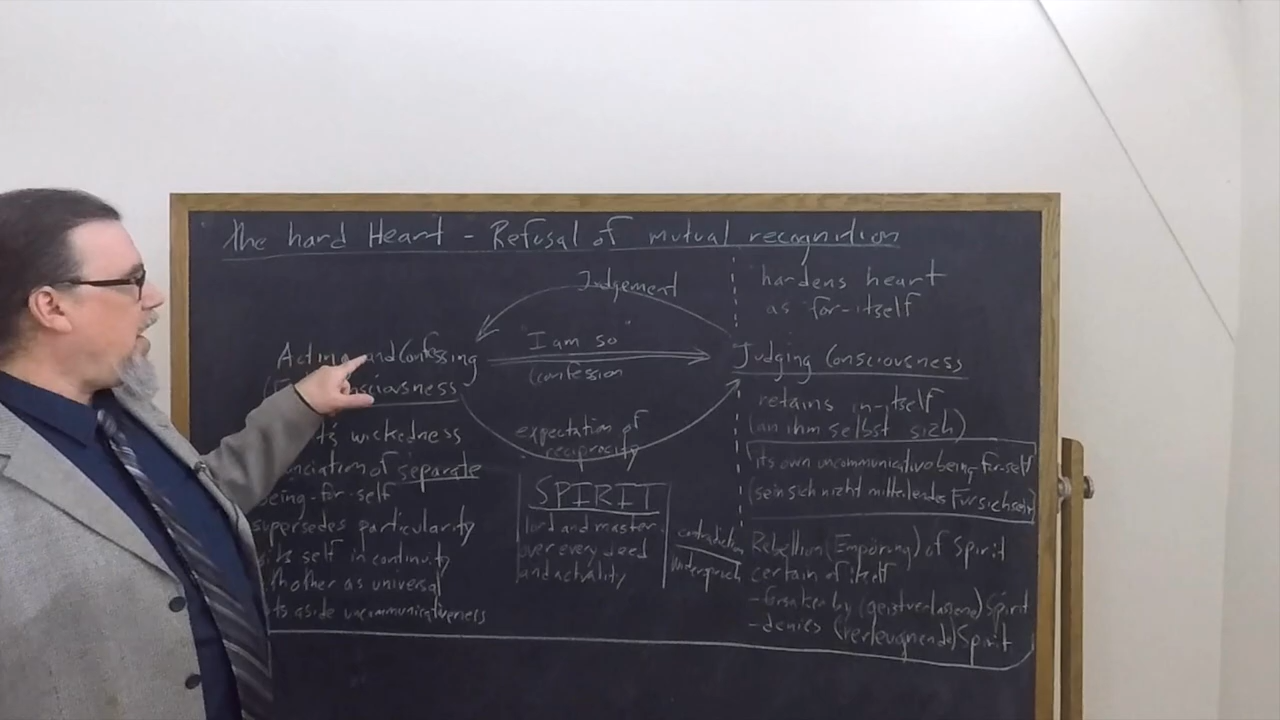 The hard Heart - Refusal of mutual recognition
Judgement
hardens heart
as for-itself
Acting and Confessing
"I am so"
Judging Consciousness
consciousness
(confession
retains in-itself
(an ihm selbst sich)
wickedness
expectation of
reciprocity
its own uncommunicative being-for-self
(sein sich nicht mitteilendes Fürsichsein)
of separate
being-for-self
SPIRIT
supersedes particularity
lord and master
over every deed
and actuality
contradiction
Widerspruch
Rebellion (Empörung) of Spirit
certain of itself
self in continuity
other as universal
-forsaken by (geistverlassene) Spirit
aside uncommunicativeness
-denies (verleugnende) Spirit